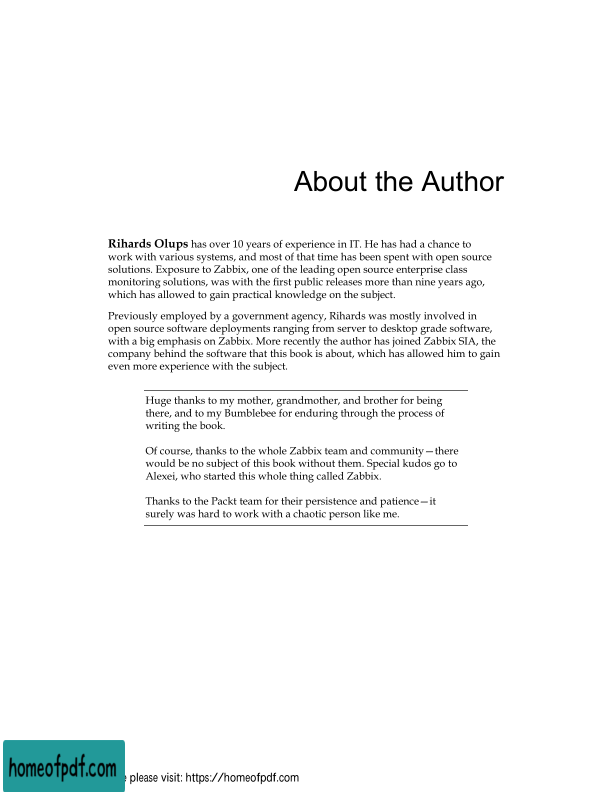 About the Author
Rihards Olups has over 10 years of experience in IT. He has had a chance to
work with various systems, and most of that time has been spent with open source
solutions. Exposure to Zabbix, one of the leading open source enterprise class
monitoring solutions, was with the first public releases more than nine years ago,
which has allowed to gain practical knowledge on the subject.
Previously employed by a government agency, Rihards was mostly involved in
open source software deployments ranging from server to desktop grade software,
with a big emphasis on Zabbix. More recently the author has joined Zabbix SIA, the
company behind the software that this book is about, which has allowed him to gain
even more experience with the subject.
Huge thanks to my mother, grandmother, and brother for being
there, and to my Bumblebee for enduring through the process of
writing the book.
Of course, thanks to the whole Zabbix team and community—there
would be no subject of this book without them. Special kudos go to
Alexei, who started this whole thing called Zabbix.
Thanks to the Packt team for their persistence and patience—it
surely was hard to work with a chaotic person like me.
homeofpdf.com
please visit: https://homeofpdf.com